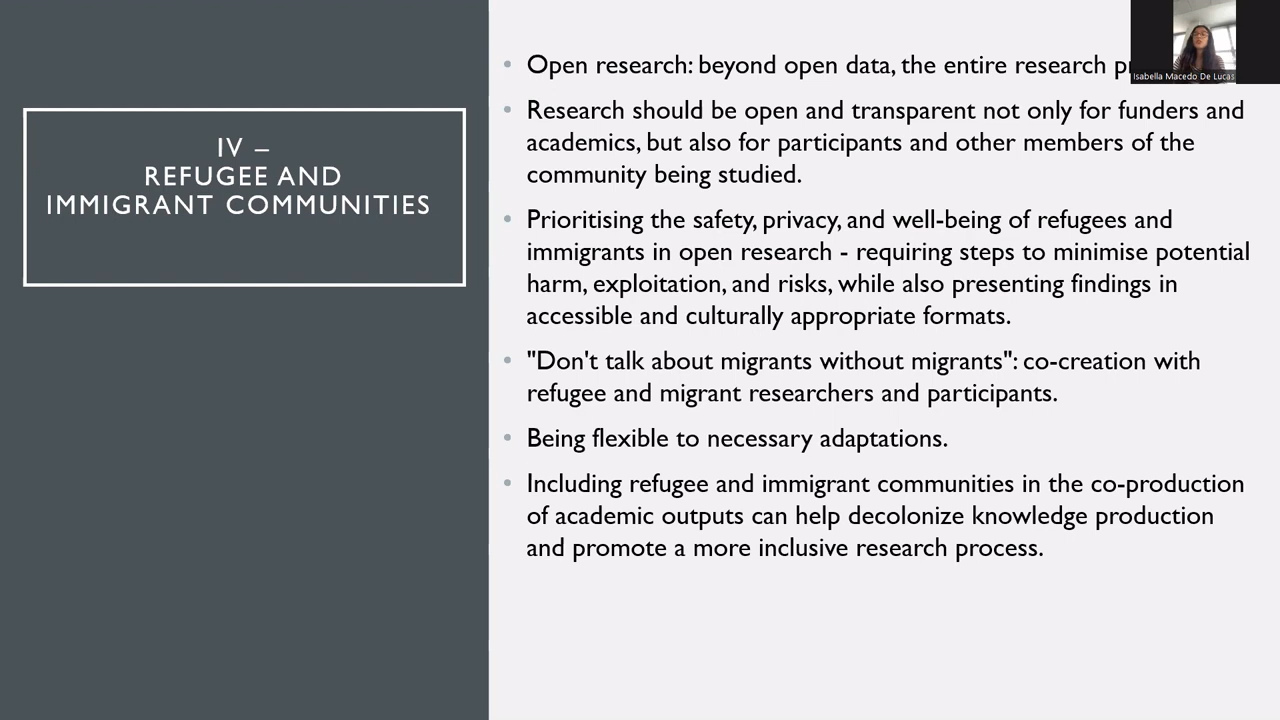 IV –
REFUGEE AND
IMMIGRANT COMMUNITIES
• Open research: beyond open data, the entire research
Isabella Macedo De Lucas
• Research should be open and transparent not only for funders and
academics, but also for participants and other members of the
community being studied.
• Prioritising the safety, privacy, and well-being of refugees and
immigrants in open research - requiring steps to minimise potential
harm, exploitation, and risks, while also presenting findings in
accessible and culturally appropriate formats.
• "Don't talk about migrants without migrants": co-creation with
refugee and migrant researchers and participants.
• Being flexible to necessary adaptations.
• Including refugee and immigrant communities in the co-production
of academic outputs can help decolonize knowledge production
and promote a more inclusive research process.